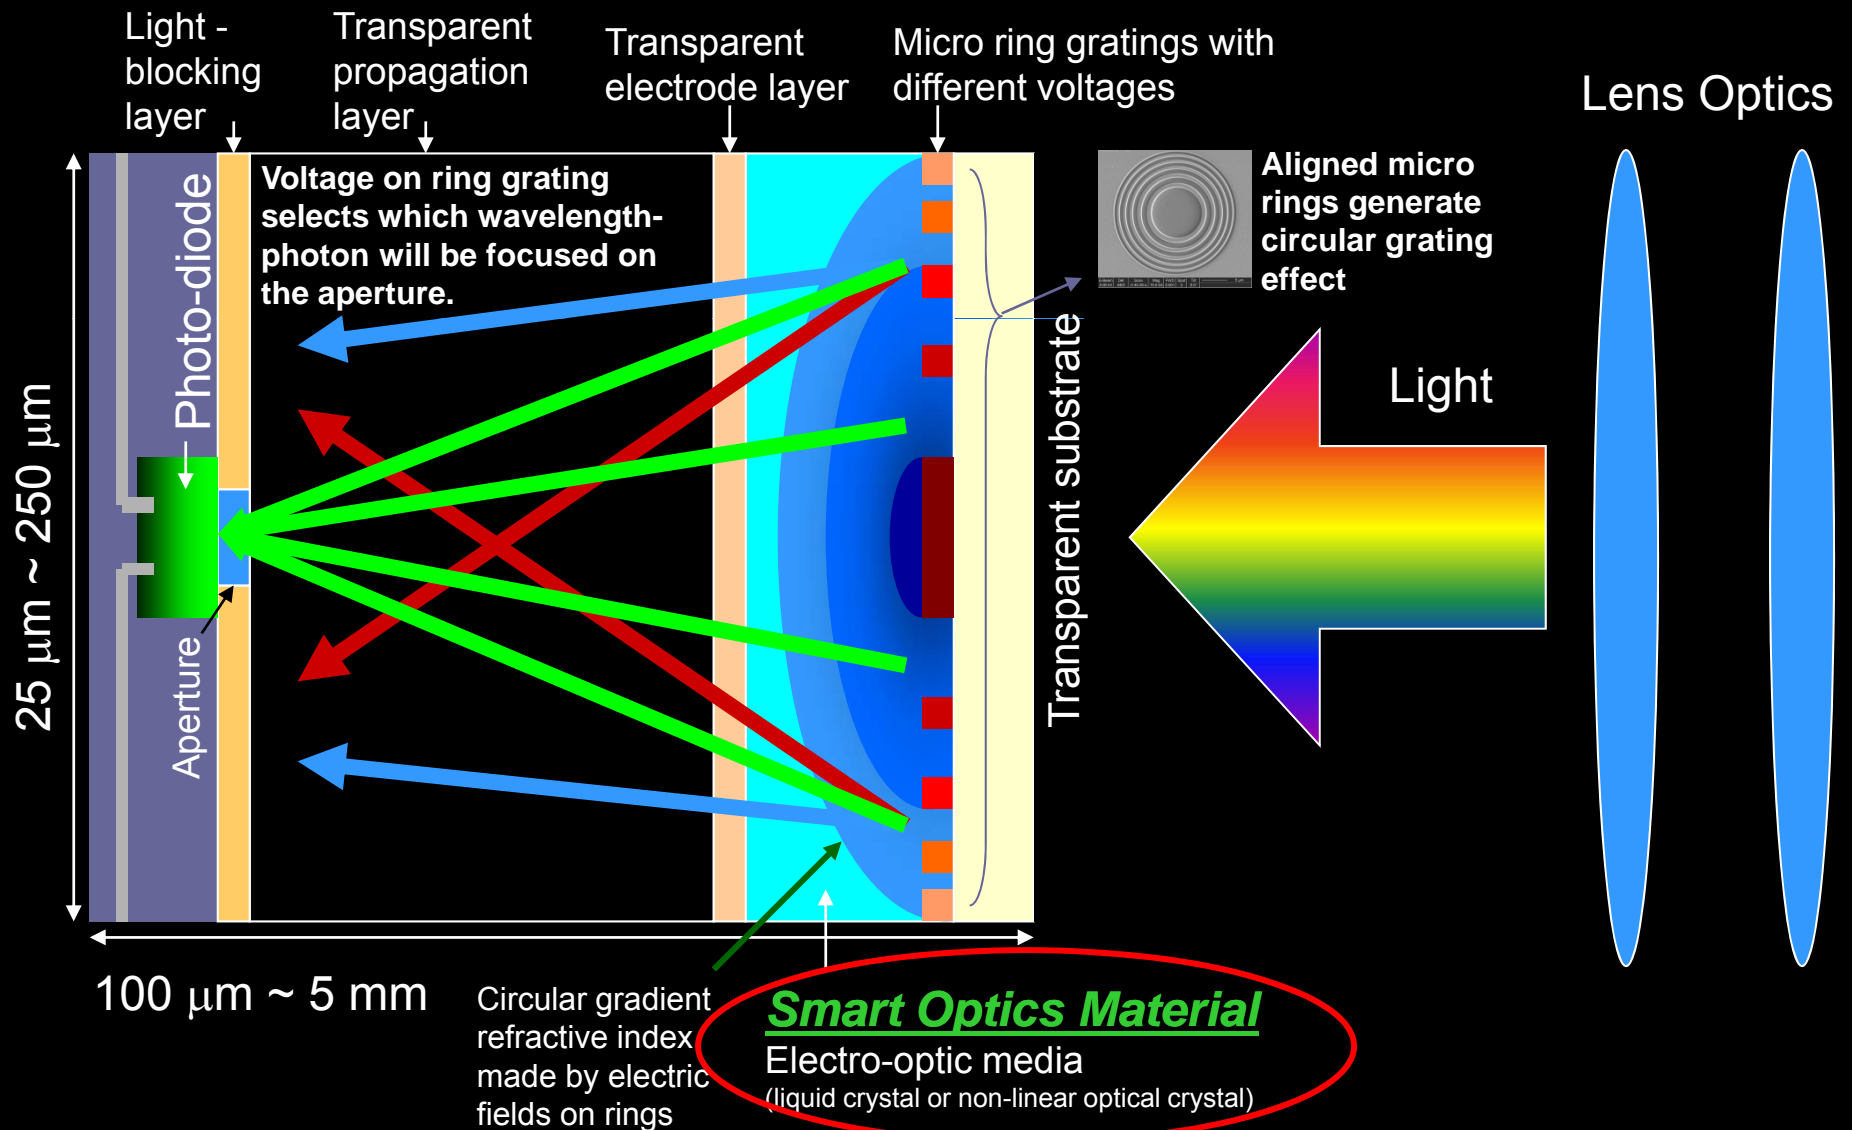 Light -
blocking
layer
Transparent
propagation
layer
Transparent
electrode layer
Micro ring gratings with
different voltages
Lens Optics
Voltage on ring grating
selects which wavelength-
photon will be focused on
the aperture.
Photo-diode
Aligned micro
rings generate
circular grating
effect
Light
Transparent substrate
25 μm ~ 250 μm
Aperture
100 μm ~ 5 mm
Circular gradient
refractive index
made by electric
fields on rings
Smart Optics Material
Electro-optic media
(liquid crystal or non-linear optical crystal)